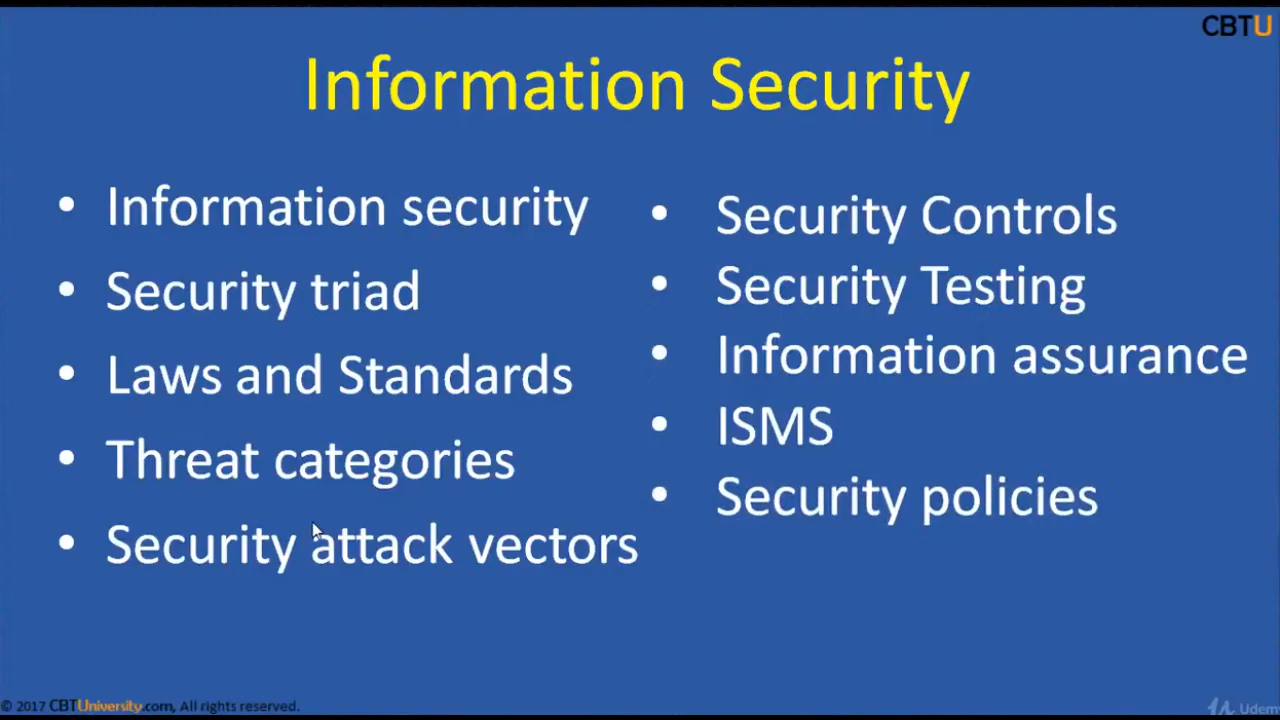 CBTU
Information Security
• Information security
• Security triad
• Laws and Standards
• Threat categories
• Security attack vectors
• Security Controls
• Security Testing
• Information assurance
• ISMS
• Security policies
© 2017 CBTUniversity.com, All rights reserved.
Udem